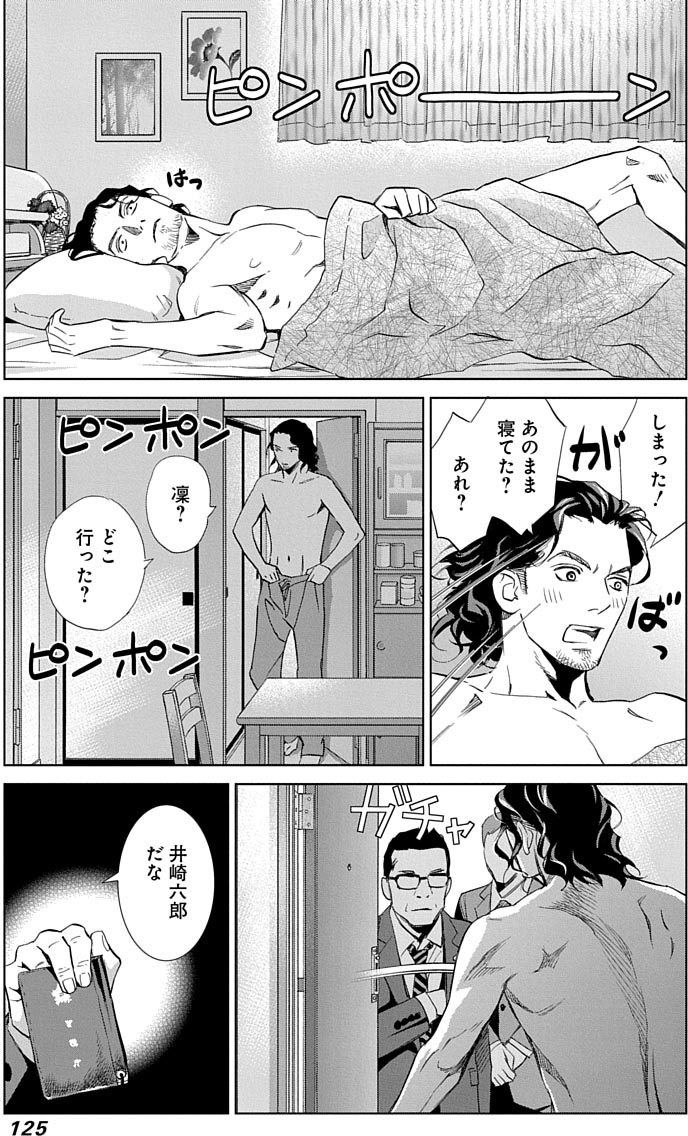 ピンポーーン
はっ
しまった!
がばっ
あのまま
寝てた?
あれ?
ピンポン
凜?
どこ
行った?
ピンポン
ガチャ
井崎六郎
だな
125